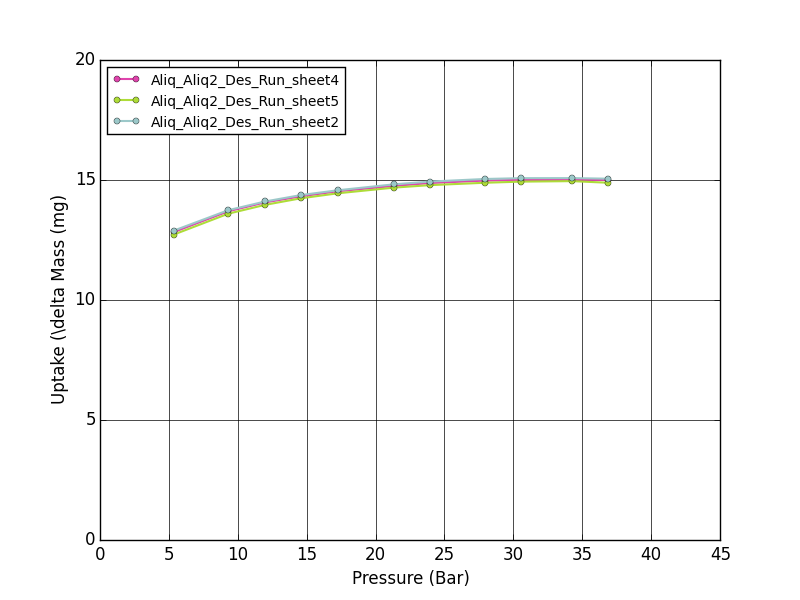 20
15
10
5
0
0 5 10 15 20 25 30 35 40 45
Aliq_Aliq2_Des_Run_sheet4
Aliq_Aliq2_Des_Run_sheet5
Aliq_Aliq2_Des_Run_sheet2
Uptake (\delta Mass (mg)
Pressure (Bar)